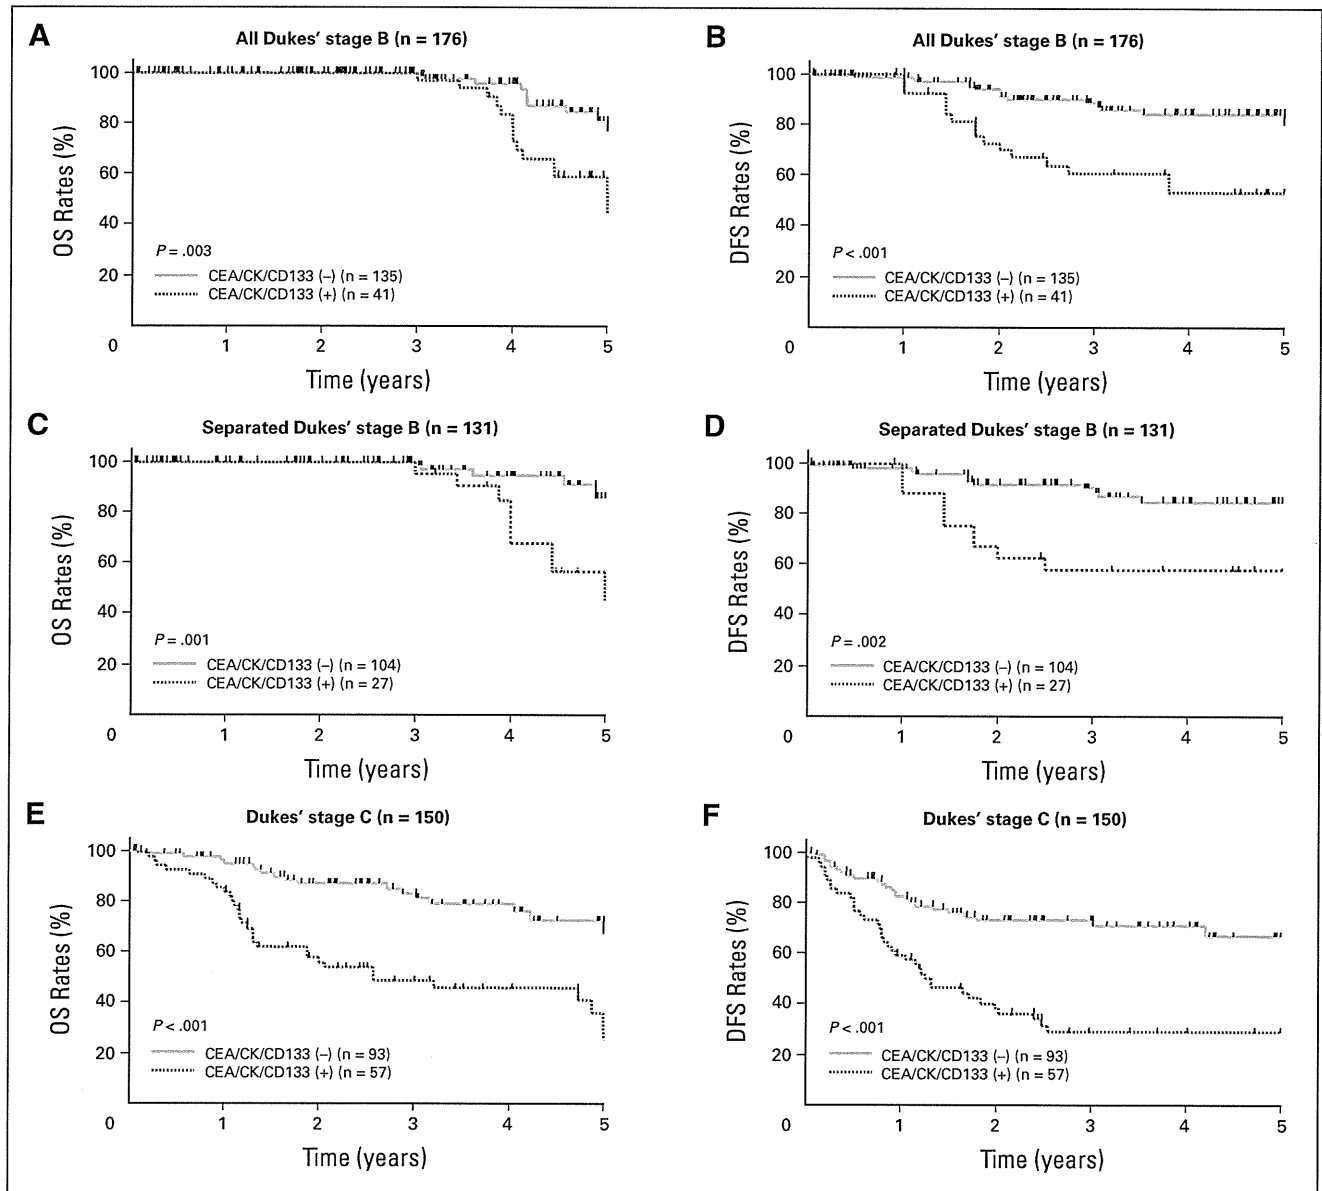 A
All Dukes' stage B (n = 176)
OS Rates (%)
100
80
60
40
20
0
1
2
3
4
5
Time (years)
P = .003
CEA/CK/CD133 (–) (n = 135)
CEA/CK/CD133 (+) (n = 41)
B
All Dukes' stage B (n = 176)
DFS Rates (%)
100
80
60
40
20
0
1
2
3
4
5
Time (years)
P < .001
CEA/CK/CD133 (–) (n = 135)
CEA/CK/CD133 (+) (n = 41)
C
Separated Dukes' stage B (n = 131)
OS Rates (%)
100
80
60
40
20
0
1
2
3
4
5
Time (years)
P = .001
CEA/CK/CD133 (–) (n = 104)
CEA/CK/CD133 (+) (n = 27)
D
Separated Dukes' stage B (n = 131)
DFS Rates (%)
100
80
60
40
20
0
1
2
3
4
5
Time (years)
P = .002
CEA/CK/CD133 (–) (n = 104)
CEA/CK/CD133 (+) (n = 27)
E
Dukes' stage C (n = 150)
OS Rates (%)
100
80
60
40
20
0
1
2
3
4
5
Time (years)
P < .001
CEA/CK/CD133 (–) (n = 93)
CEA/CK/CD133 (+) (n = 57)
F
Dukes' stage C (n = 150)
DFS Rates (%)
100
80
60
40
20
0
1
2
3
4
5
Time (years)
P < .001
CEA/CK/CD133 (–) (n = 93)
CEA/CK/CD133 (+) (n = 57)